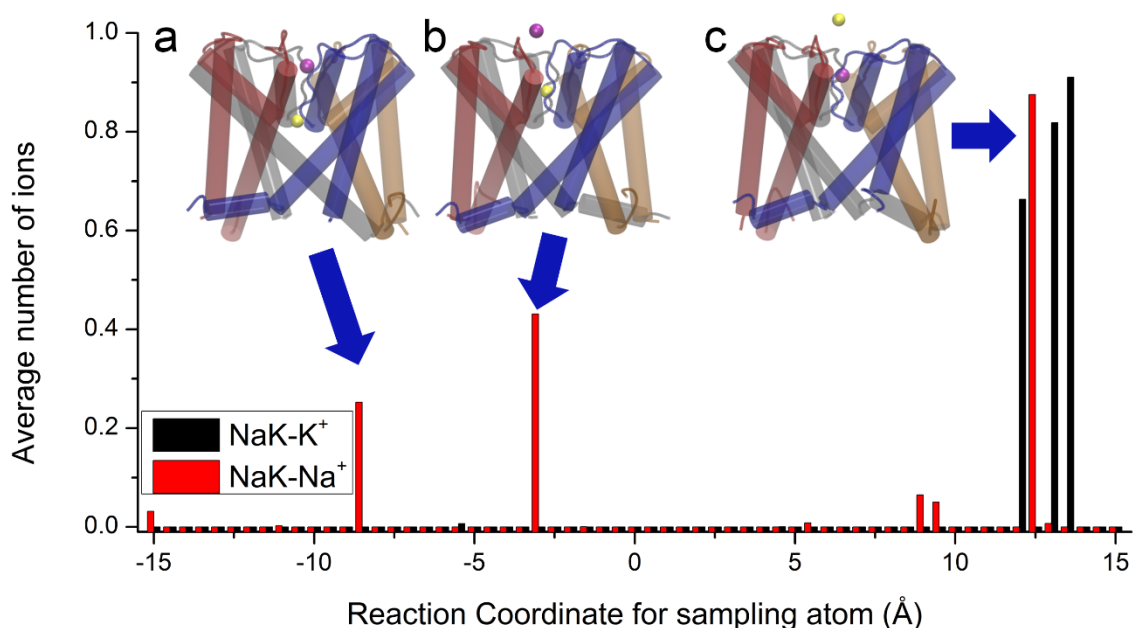 a b c
1.0
0.8
0.6
0.4
0.2
0.0
Average number of ions
NaK-K⁺
NaK-Na⁺
-15 -10 -5 0 5 10 15
Reaction Coordinate for sampling atom (Å)